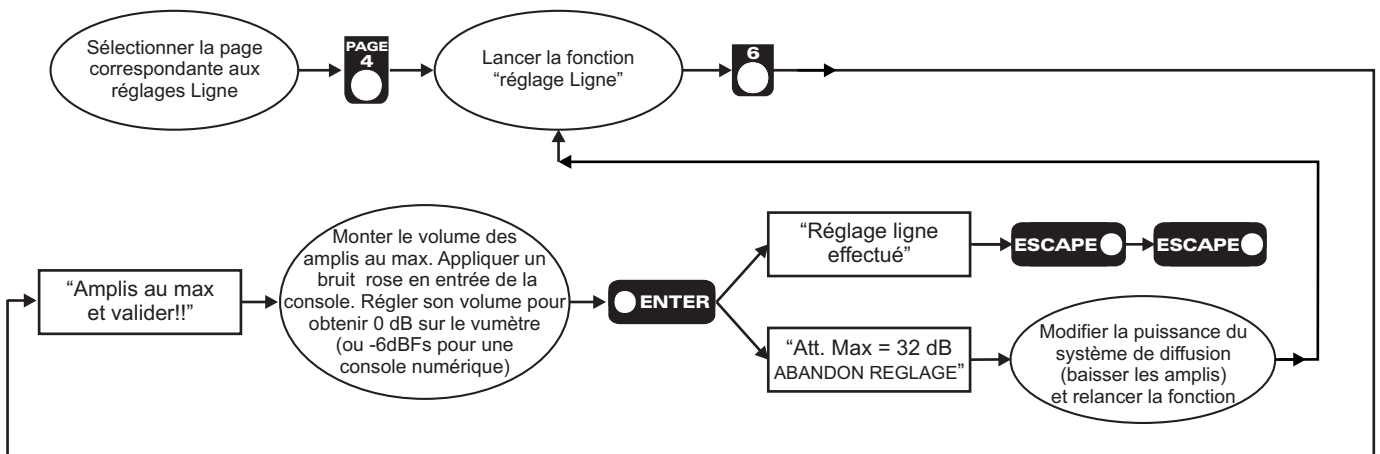 Sélectionner la page
correspondante aux
réglages Ligne
PAGE
4
Lancer la fonction
“réglage Ligne”
6
“Amplis au max
et valider!!”
Monter le volume des
amplis au max. Appliquer un
bruit rose en entrée de la
console. Régler son volume pour
obtenir 0 dB sur le vumètre
(ou -6dBFs pour une
console numérique)
ENTER
“Réglage ligne
effectué”
ESCAPE
ESCAPE
“Att. Max = 32 dB
ABANDON REGLAGE”
Modifier la puissance du
système de diffusion
(baisser les amplis)
et relancer la fonction